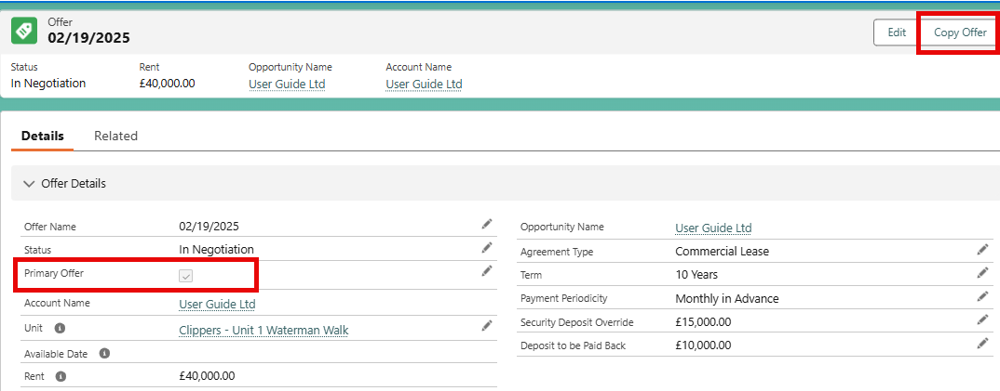 Offer
02/19/2025
Edit
Copy Offer
Status Rent Opportunity Name Account Name
In Negotiation £40,000.00 User Guide Ltd User Guide Ltd
Details Related
Offer Details
Offer Name 02/19/2025
Status In Negotiation
Primary Offer
Account Name User Guide Ltd
Unit Clippers - Unit 1 Waterman Walk
Available Date
Rent £40,000.00
Opportunity Name User Guide Ltd
Agreement Type Commercial Lease
Term 10 Years
Payment Periodicity Monthly in Advance
Security Deposit Override £15,000.00
Deposit to be Paid Back £10,000.00